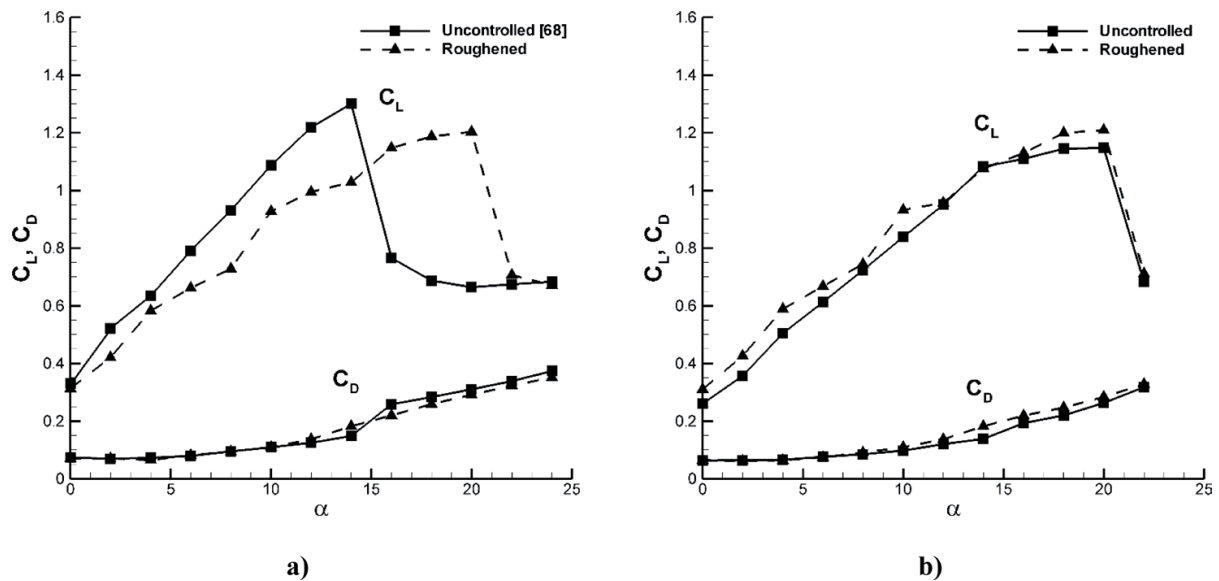 1.6
1.4
1.2
1
0.8
0.6
0.4
0.2
0
C_L, C_D
Uncontrolled [68]
Roughened
C_L
C_D
0 5 10 15 20 25
α
a)
1.6
1.4
1.2
1
0.8
0.6
0.4
0.2
0
C_L, C_D
Uncontrolled
Roughened
C_L
C_D
0 5 10 15 20 25
α
b)